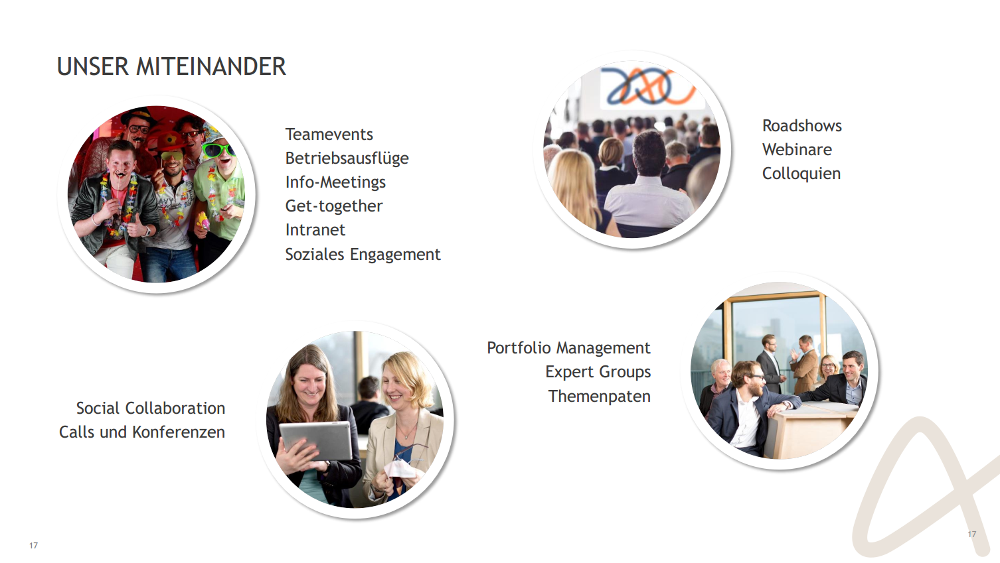 UNSER MITEINANDER
Teamevents
Betriebsausflüge
Info-Meetings
Get-together
Intranet
Soziales Engagement
Roadshows
Webinare
Colloquien
Social Collaboration
Calls und Konferenzen
Portfolio Management
Expert Groups
Themenpaten
17
17